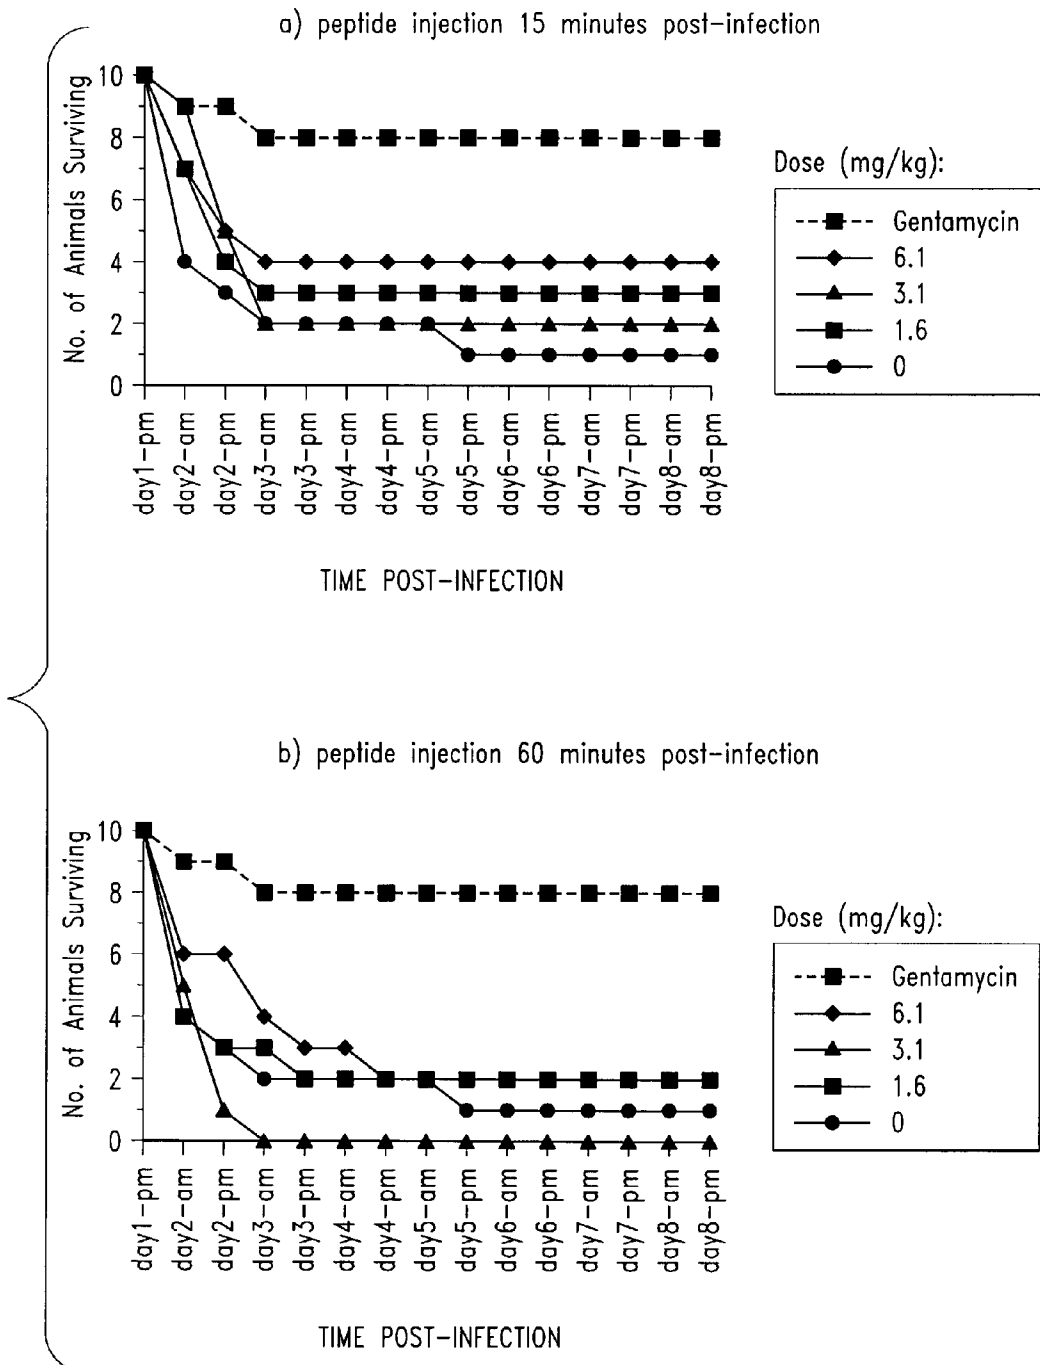 a) peptide injection 15 minutes post-infection
No. of Animals Surviving
10
8
6
4
2
0
day1-pm
day2-am
day2-pm
day3-am
day3-pm
day4-am
day4-pm
day5-am
day5-pm
day6-am
day6-pm
day7-am
day7-pm
day8-am
day8-pm
TIME POST-INFECTION
Dose (mg/kg):
Gentamycin
6.1
3.1
1.6
0
b) peptide injection 60 minutes post-infection
No. of Animals Surviving
10
8
6
4
2
0
day1-pm
day2-am
day2-pm
day3-am
day3-pm
day4-am
day4-pm
day5-am
day5-pm
day6-am
day6-pm
day7-am
day7-pm
day8-am
day8-pm
TIME POST-INFECTION
Dose (mg/kg):
Gentamycin
6.1
3.1
1.6
0